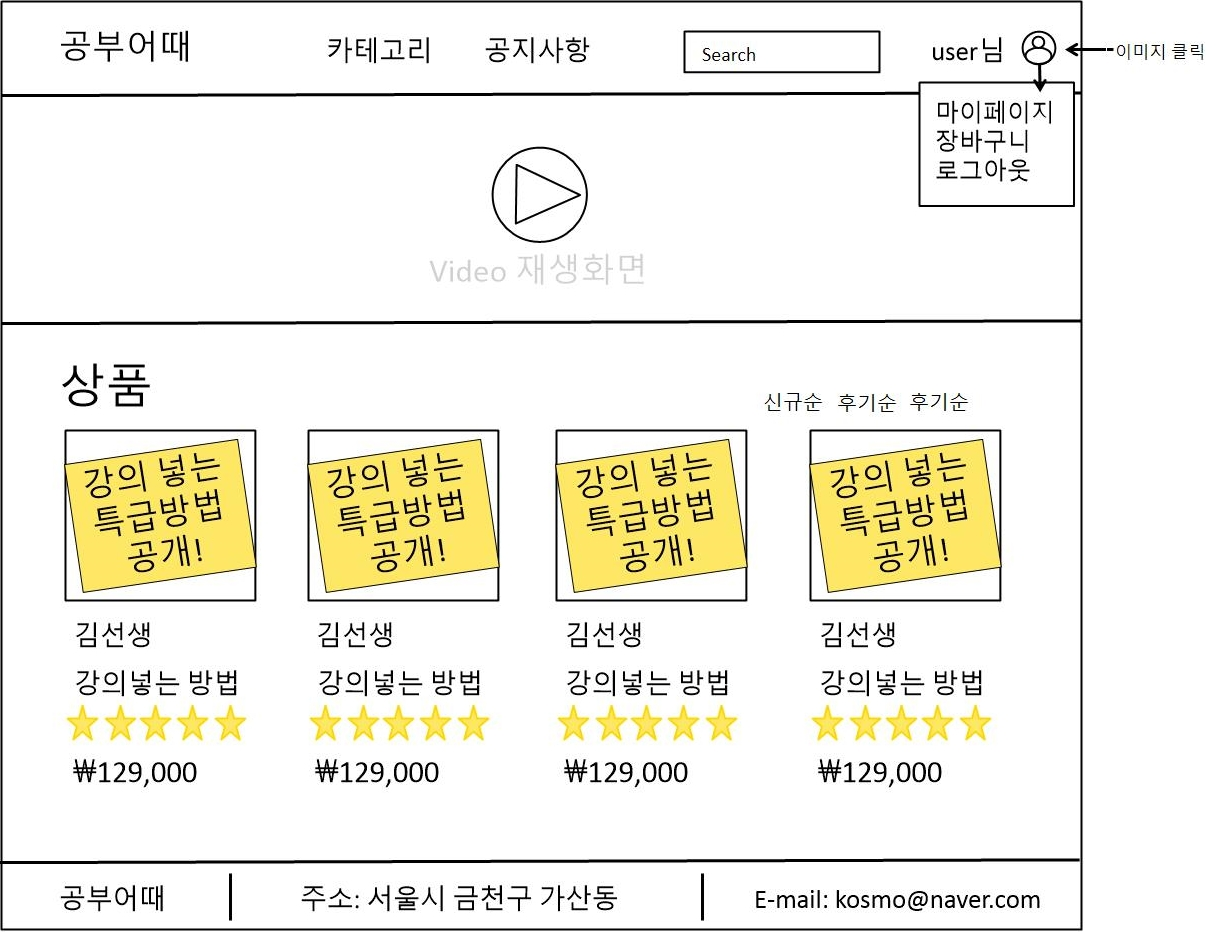 공부어때
카테고리
공지사항
Search
user님
이미지 클릭
마이페이지
장바구니
로그아웃
Video 재생화면
상품
신규순 후기순 후기순
강의 넣는
특급방법
공개!
강의 넣는
특급방법
공개!
강의 넣는
특급방법
공개!
강의 넣는
특급방법
공개!
김선생
김선생
김선생
김선생
강의넣는 방법
강의넣는 방법
강의넣는 방법
강의넣는 방법
₩129,000
₩129,000
₩129,000
₩129,000
공부어때
주소: 서울시 금천구 가산동
E-mail: kosmo@naver.com